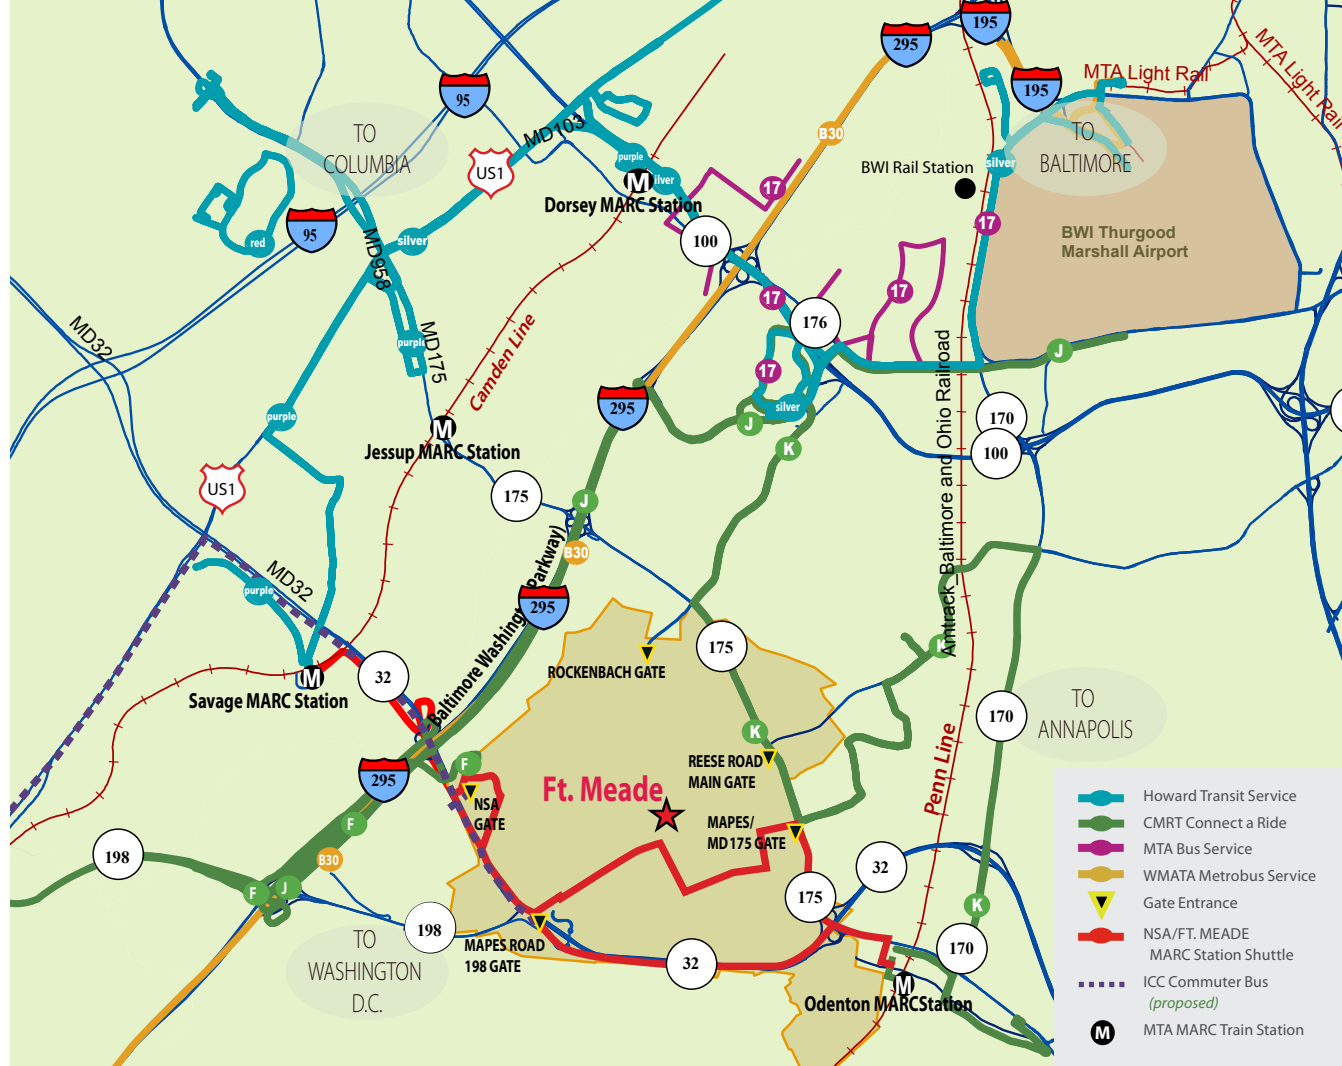 195
295
MTA Light Rail
MTA Light Rail
95
195
TO
COLUMBIA
MD103
B30
TO
BALTIMORE
purple
US1
silver
BWI Rail Station
M
17
Dorsey MARC Station
17
95
red
silver
100
BWI Thurgood
Marshall Airport
MD958
17
17
176
MD32
purple
MD175
Camden Line
J
17
295
silver
purple
J
170
M
K
100
Jessup MARC Station
Amtrack_Baltimore and Ohio Railroad
US1
175
J
B30
MD32
purple
295
Baltimore Washington Parkway)
175
K
ROCKENBACH GATE
32
M
Savage MARC Station
170
TO
ANNAPOLIS
K
REESE ROAD
MAIN GATE
Penn Line
295
F
NSA
GATE
Ft. Meade
F
MAPES/
MD 175 GATE
198
B30
32
F
J
175
K
198
TO
WASHINGTON
D.C.
MAPES ROAD
198 GATE
32
170
M
Odenton MARCStation
Howard Transit Service
CMRT Connect a Ride
MTA Bus Service
WMATA Metrobus Service
Gate Entrance
NSA/FT. MEADE
MARC Station Shuttle
ICC Commuter Bus
(proposed)
M
MTA MARC Train Station